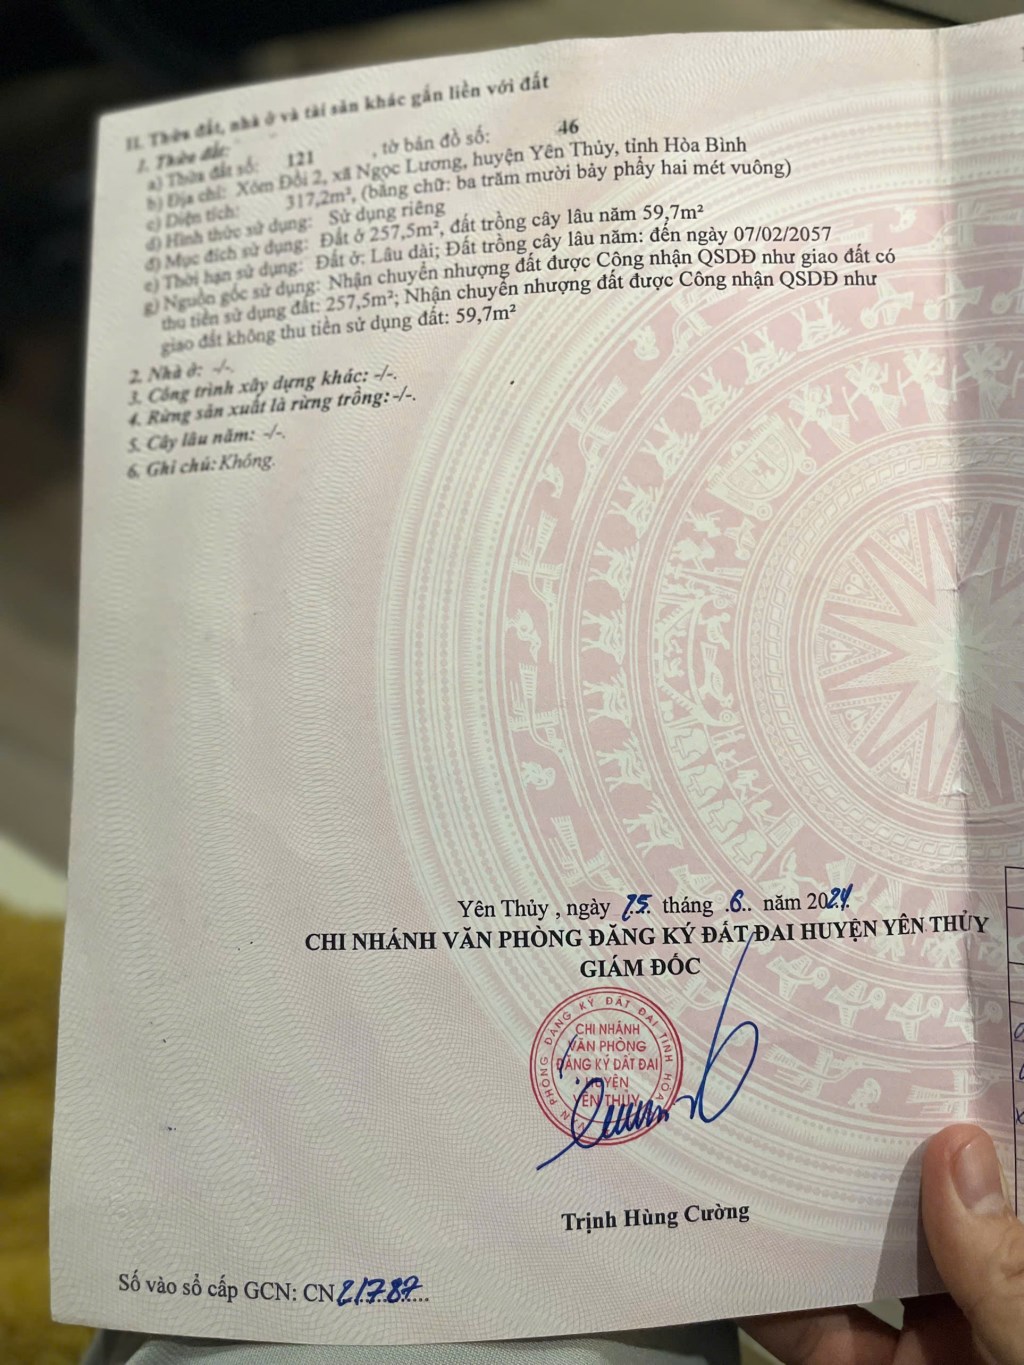 II. Thửa đất, nhà ở và tài sản khác gắn liền với đất
1. Thửa đất:
a) Thửa đất số: 121 , tờ bản đồ số: 46
b) Địa chỉ: Xóm Đồi 2, xã Ngọc Lương, huyện Yên Thủy, tỉnh Hòa Bình
c) Diện tích: 317,2m², (bằng chữ: ba trăm mười bảy phẩy hai mét vuông)
d) Hình thức sử dụng: Sử dụng riêng
đ) Mục đích sử dụng: Đất ở 257,5m², đất trồng cây lâu năm 59,7m²
e) Thời hạn sử dụng: Đất ở: Lâu dài; Đất trồng cây lâu năm: đến ngày 07/02/2057
g) Nguồn gốc sử dụng: Nhận chuyển nhượng đất được Công nhận QSDĐ như giao đất có
thu tiền sử dụng đất: 257,5m²; Nhận chuyển nhượng đất được Công nhận QSDĐ như
giao đất không thu tiền sử dụng đất: 59,7m²
2. Nhà ở: -/-.
3. Công trình xây dựng khác: -/-.
4. Rừng sản xuất là rừng trồng: -/-.
5. Cây lâu năm: -/-.
6. Ghi chú: Không.
Yên Thủy , ngày 25 tháng .6.. năm 2024
CHI NHÁNH VĂN PHÒNG ĐĂNG KÝ ĐẤT ĐAI HUYỆN YÊN THỦY
GIÁM ĐỐC
VĂN PHÒNG ĐĂNG KÝ ĐẤT ĐAI TỈNH HÒA
CHI NHÁNH
VĂN PHÒNG
ĐĂNG KÝ ĐẤT ĐAI
HUYỆN
YÊN THỦY
Trịnh Hùng Cường
Số vào sổ cấp GCN: CN 21787